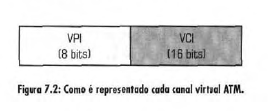 VPI
(8 bits)
VCI
(16 bits)
Figura 7.2: Como é representado cada canal virtual ATM.